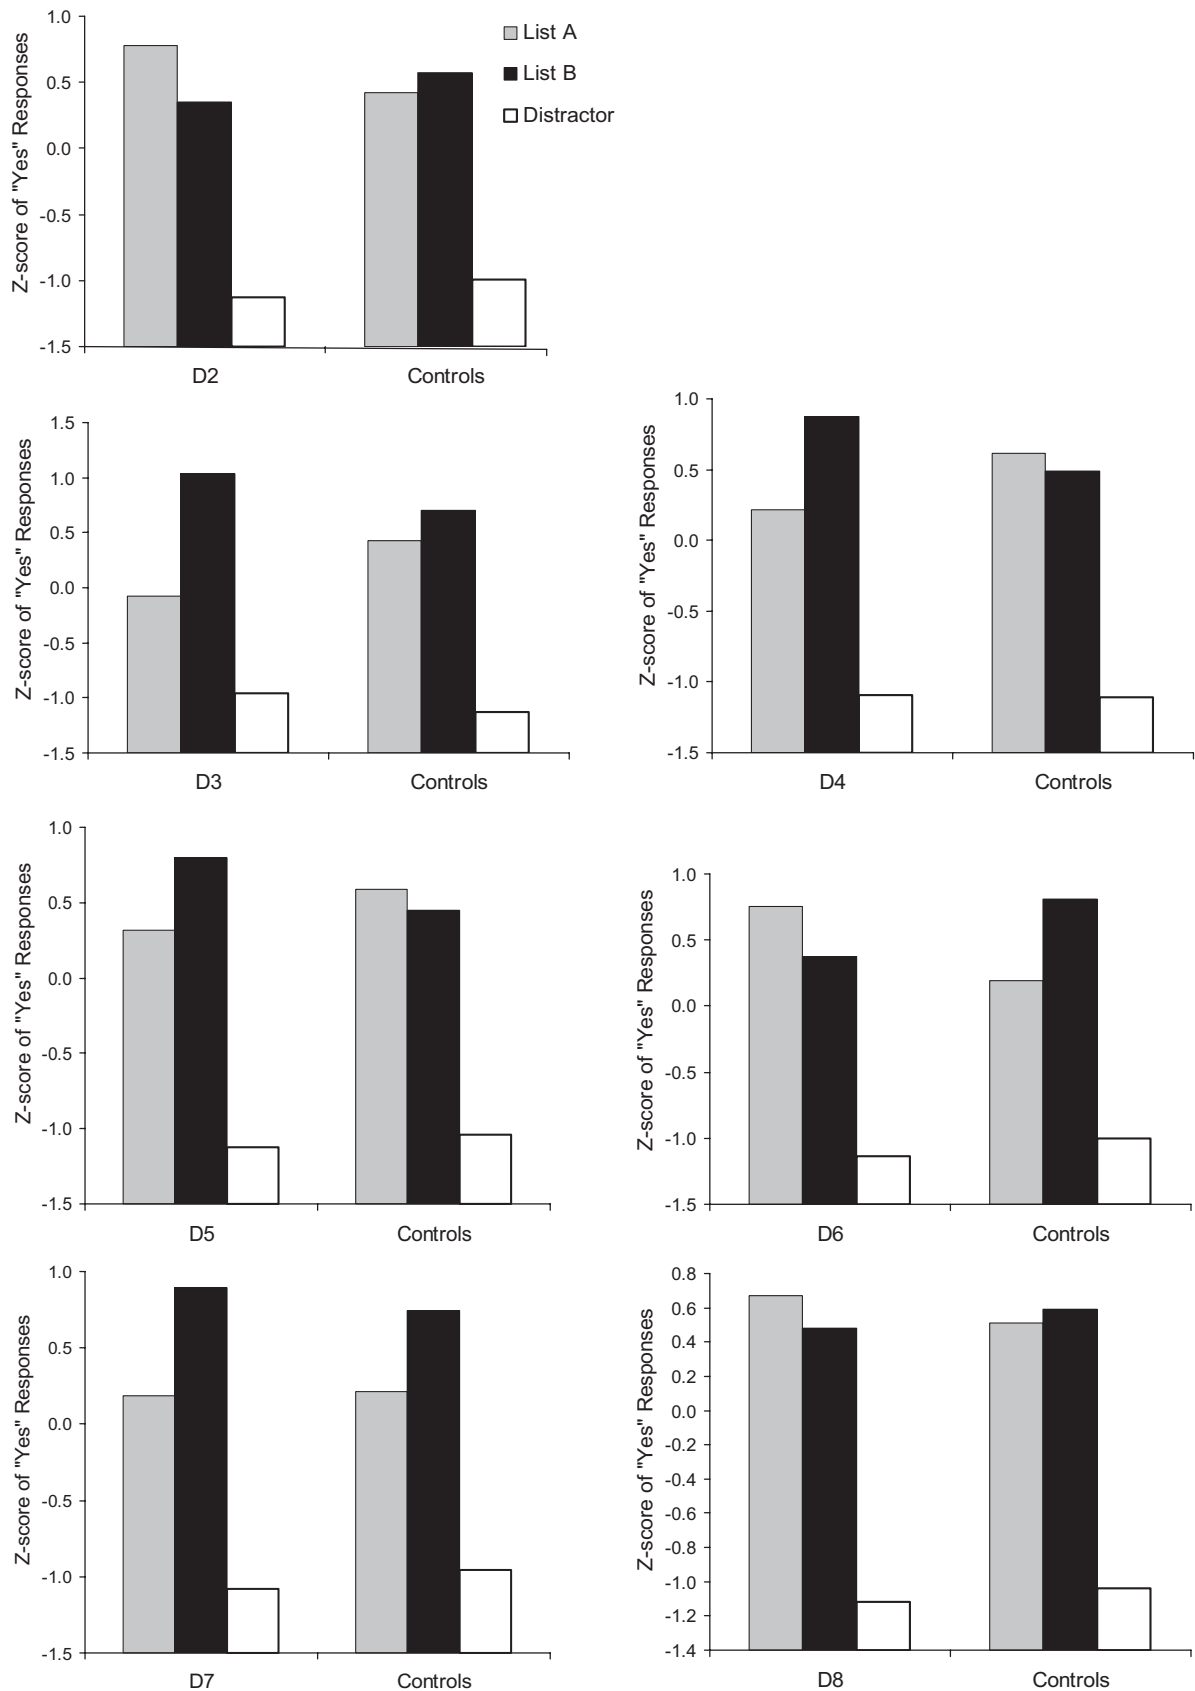 Z-score of "Yes" Responses
1.0
0.5
0.0
-0.5
-1.0
-1.5
D2
Controls
List A
List B
Distractor
Z-score of "Yes" Responses
1.5
1.0
0.5
0.0
-0.5
-1.0
-1.5
D3
Controls
Z-score of "Yes" Responses
1.0
0.5
0.0
-0.5
-1.0
-1.5
D4
Controls
Z-score of "Yes" Responses
1.0
0.5
0.0
-0.5
-1.0
-1.5
D5
Controls
Z-score of "Yes" Responses
1.0
0.5
0.0
-0.5
-1.0
-1.5
D6
Controls
Z-score of "Yes" Responses
1.0
0.5
0.0
-0.5
-1.0
-1.5
D7
Controls
Z-score of "Yes" Responses
0.8
0.6
0.4
0.2
0.0
-0.2
-0.4
-0.6
-0.8
-1.0
-1.2
-1.4
D8
Controls